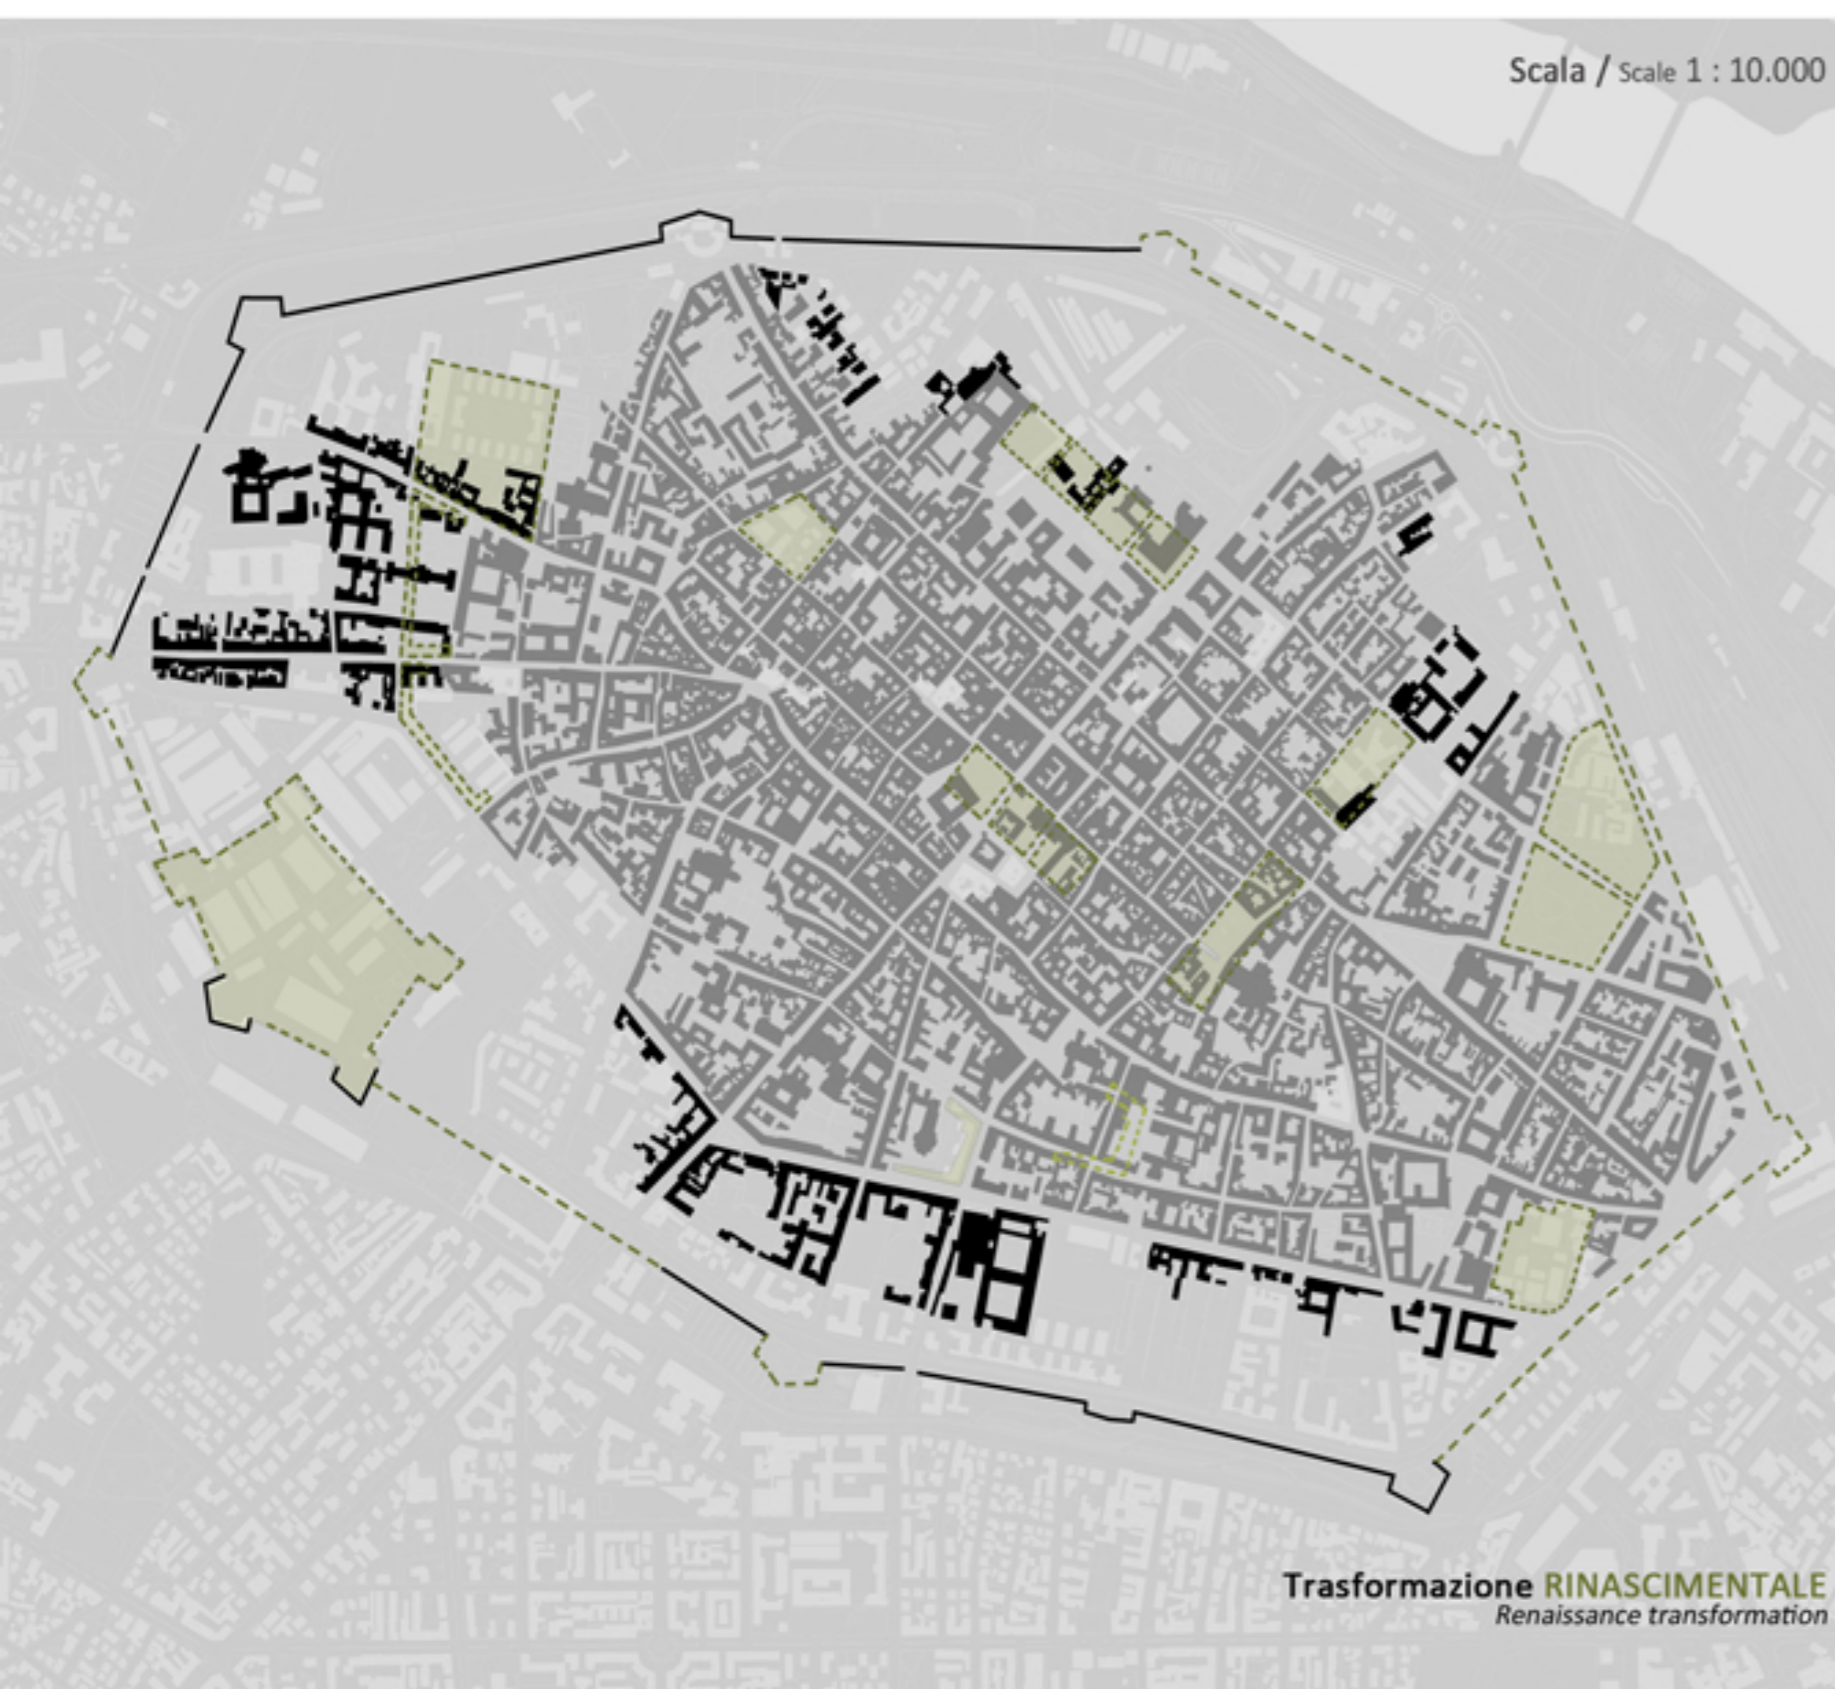 Scala / Scale 1 : 10.000
Trasformazione RINASCIMENTALE
Renaissance transformation